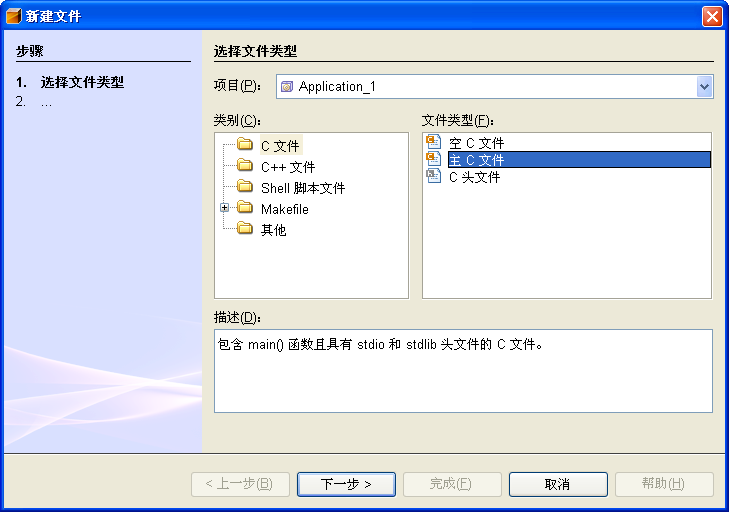 新建文件
步骤
1. 选择文件类型
2. ...
选择文件类型
项目(P): Application_1
类别(C):
C 文件
C++ 文件
Shell 脚本文件
Makefile
其他
文件类型(F):
空 C 文件
主 C 文件
C 头文件
描述(D):
包含 main() 函数且具有 stdio 和 stdlib 头文件的 C 文件。
< 上一步(B) 下一步 > 完成(F) 取消 帮助(H)